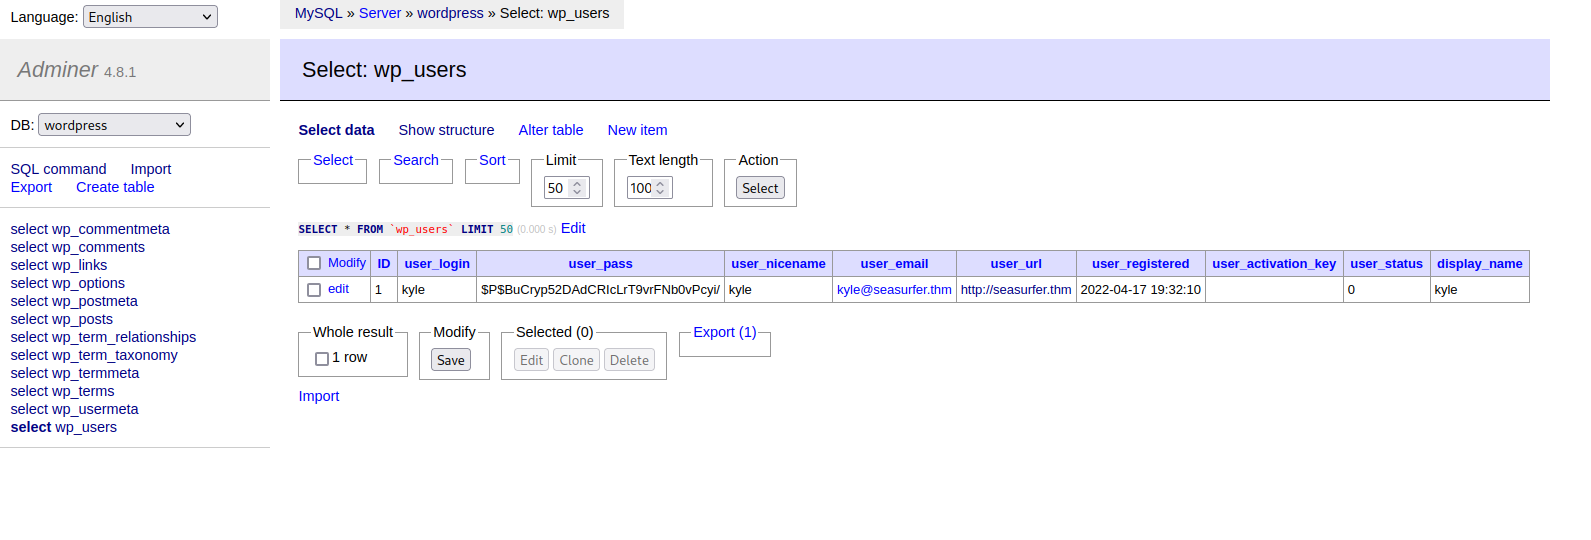 Language: English
MySQL » Server » wordpress » Select: wp_users
Adminer 4.8.1
Select: wp_users
DB: wordpress
SQL command Import
Export Create table
select wp_commentmeta
select wp_comments
select wp_links
select wp_options
select wp_postmeta
select wp_posts
select wp_term_relationships
select wp_term_taxonomy
select wp_termmeta
select wp_terms
select wp_usermeta
select wp_users
Select data Show structure Alter table New item
Select Search Sort Limit Text length Action
50 100 Select
SELECT * FROM `wp_users` LIMIT 50 (0.000 s) Edit
Modify ID user_login user_pass user_nicename user_email user_url user_registered user_activation_key user_status display_name
edit 1 kyle $P$BuCryp52DAdCRIcLrT9vrFNb0vPcyi/ kyle kyle@seasurfer.thm http://seasurfer.thm 2022-04-17 19:32:10 0 kyle
Whole result Modify Selected (0) Export (1)
1 row Save Edit Clone Delete
Import